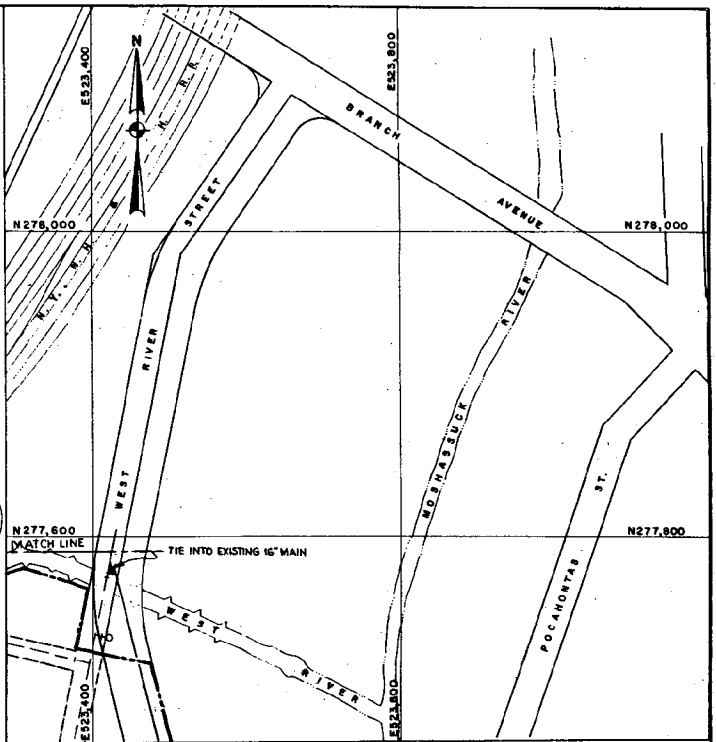 E523,400
E523,800
N
BRANCH AVENUE
N278,000
N278,000
N.Y., N.H. & H. R.R.
WEST RIVER STREET
MOSHASSUCK RIVER
POCAHONTAS ST.
N277,600
N277,800
MATCH LINE
TIE INTO EXISTING 16" MAIN
WEST RIVER
E523,400
E523,800